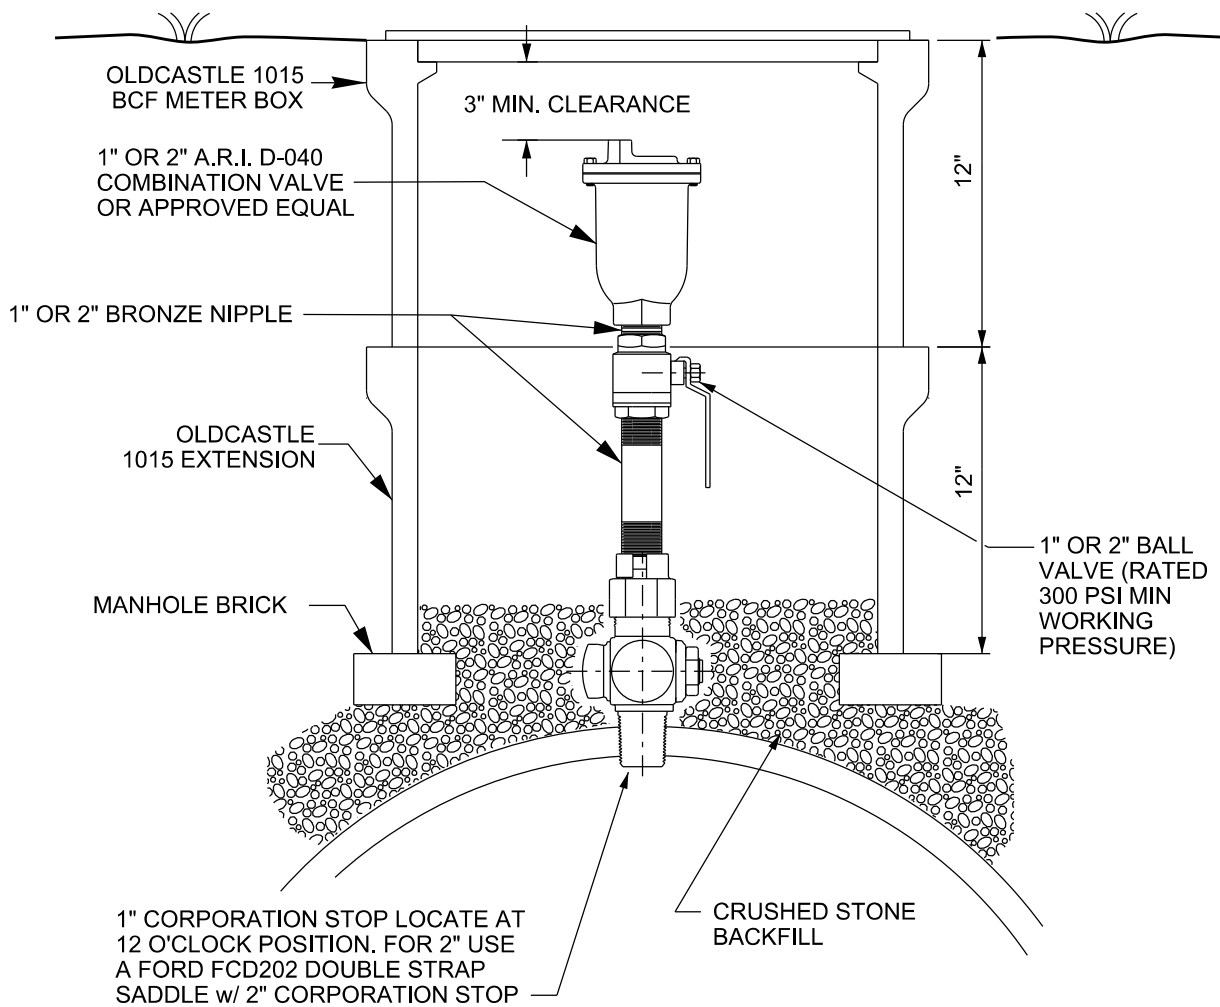 OLDCASTLE 1015
BCF METER BOX
3" MIN. CLEARANCE
1" OR 2" A.R.I. D-040
COMBINATION VALVE
OR APPROVED EQUAL
12"
1" OR 2" BRONZE NIPPLE
OLDCASTLE
1015 EXTENSION
12"
1" OR 2" BALL
VALVE (RATED
300 PSI MIN
WORKING
PRESSURE)
MANHOLE BRICK
1" CORPORATION STOP LOCATE AT
12 O'CLOCK POSITION. FOR 2" USE
A FORD FCD202 DOUBLE STRAP
SADDLE w/ 2" CORPORATION STOP
CRUSHED STONE
BACKFILL